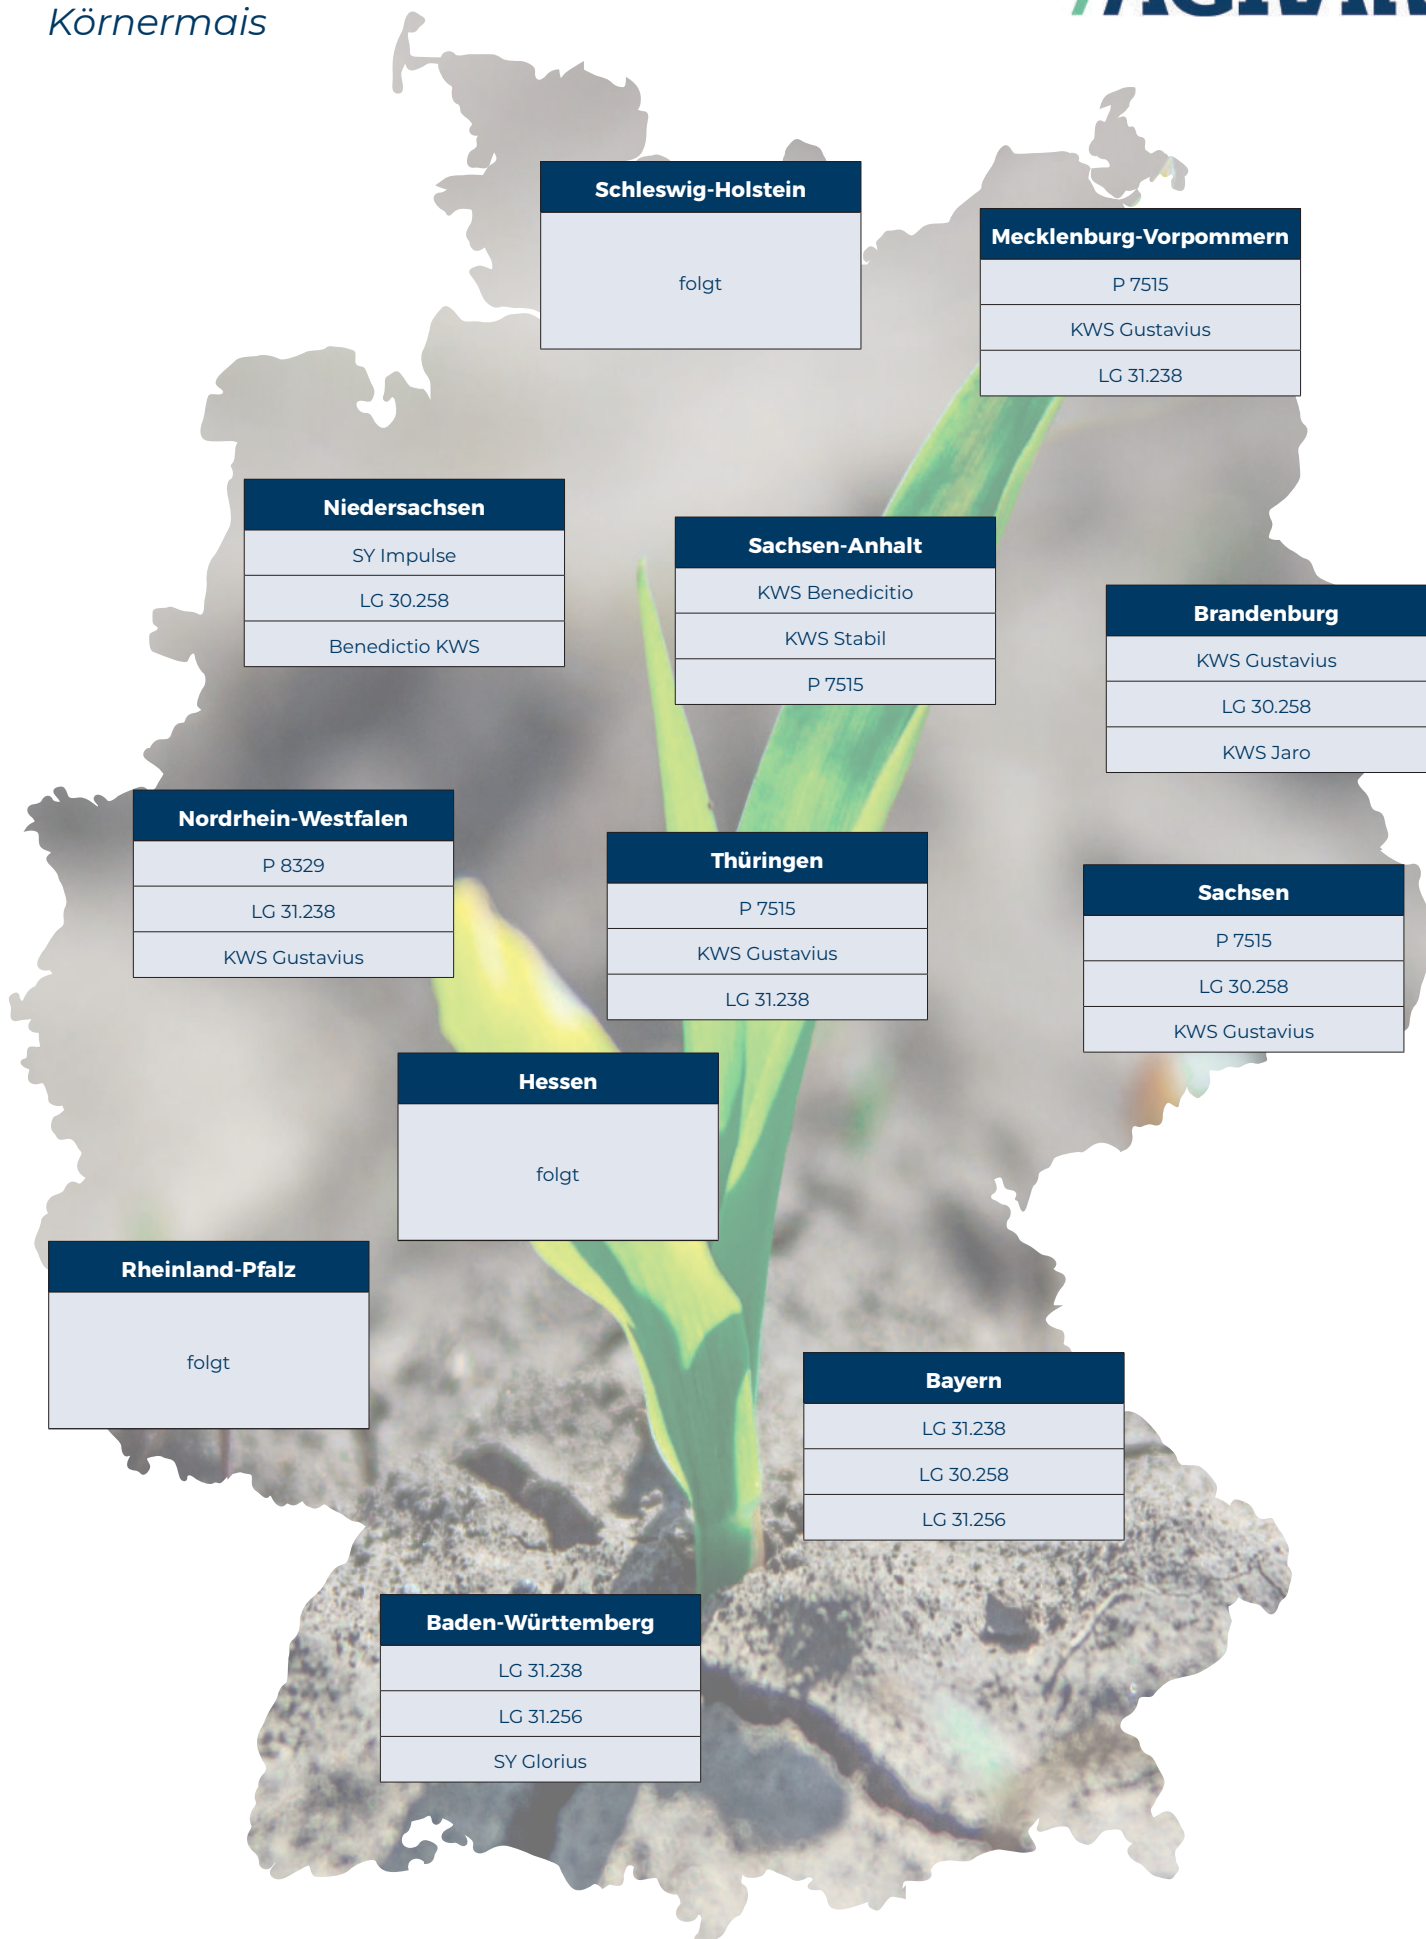 Körnermais
Schleswig-Holstein
folgt
Mecklenburg-Vorpommern
P 7515
KWS Gustavius
LG 31.238
Niedersachsen
SY Impulse
LG 30.258
Benedictio KWS
Sachsen-Anhalt
KWS Benedicitio
KWS Stabil
P 7515
Brandenburg
KWS Gustavius
LG 30.258
KWS Jaro
Nordrhein-Westfalen
P 8329
LG 31.238
KWS Gustavius
Thüringen
P 7515
KWS Gustavius
LG 31.238
Sachsen
P 7515
LG 30.258
KWS Gustavius
Hessen
folgt
Rheinland-Pfalz
folgt
Bayern
LG 31.238
LG 30.258
LG 31.256
Baden-Württemberg
LG 31.238
LG 31.256
SY Glorius